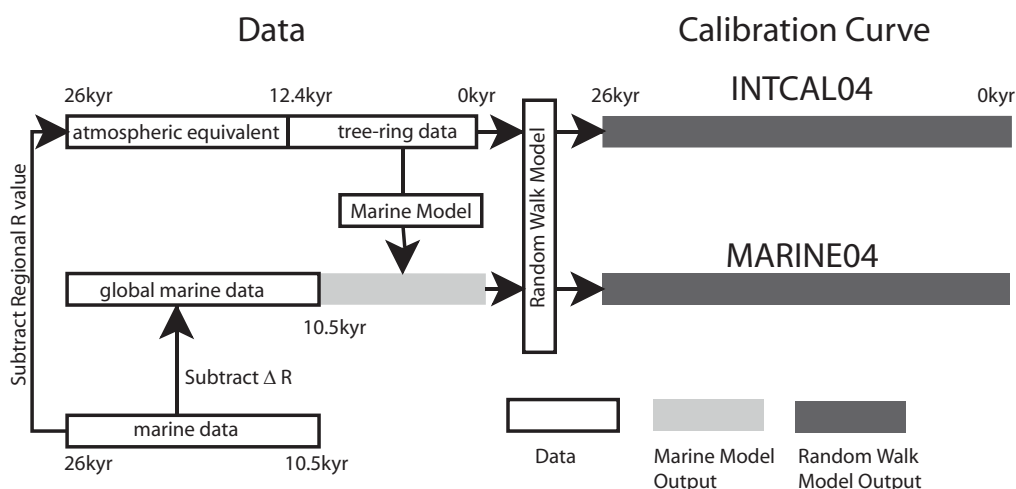 Data
Calibration Curve
26kyr
12.4kyr
0kyr
26kyr
INTCAL04
0kyr
atmospheric equivalent
tree-ring data
Subtract Regional R value
Marine Model
Random Walk Model
MARINE04
global marine data
10.5kyr
Subtract Δ R
marine data
26kyr
10.5kyr
Data
Marine Model
Output
Random Walk
Model Output